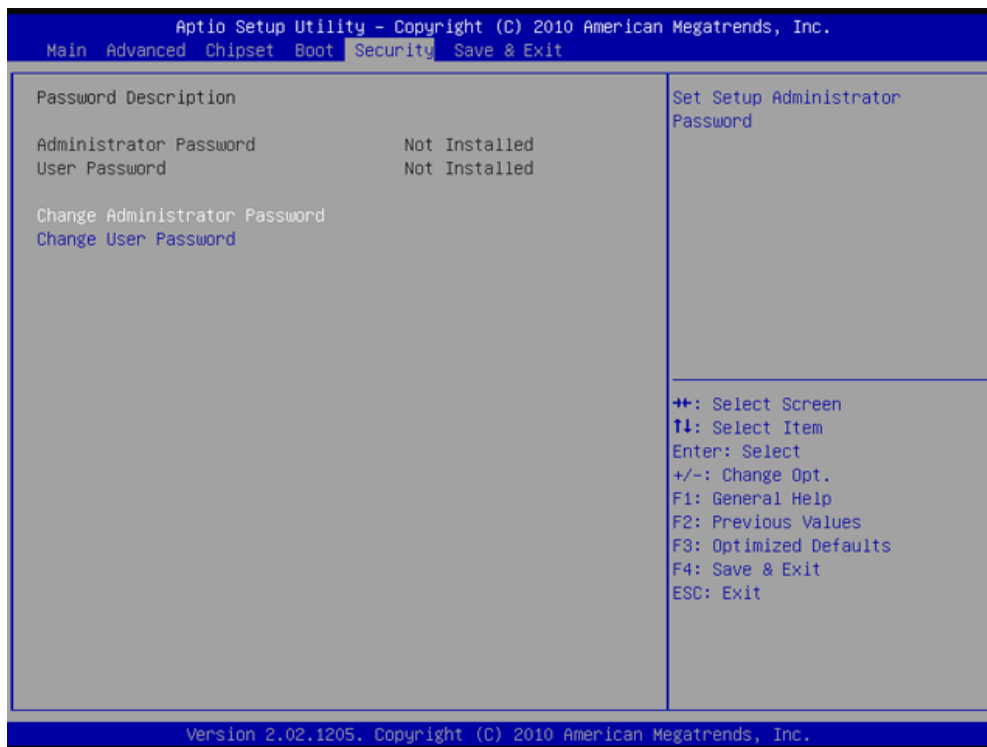 Aptio Setup Utility – Copyright (C) 2010 American Megatrends, Inc.
Main Advanced Chipset Boot Security Save & Exit
Password Description
Administrator Password Not Installed
User Password Not Installed
Change Administrator Password
Change User Password
Set Setup Administrator
Password
→←: Select Screen
↑↓: Select Item
Enter: Select
+/-: Change Opt.
F1: General Help
F2: Previous Values
F3: Optimized Defaults
F4: Save & Exit
ESC: Exit
Version 2.02.1205. Copyright (C) 2010 American Megatrends, Inc.